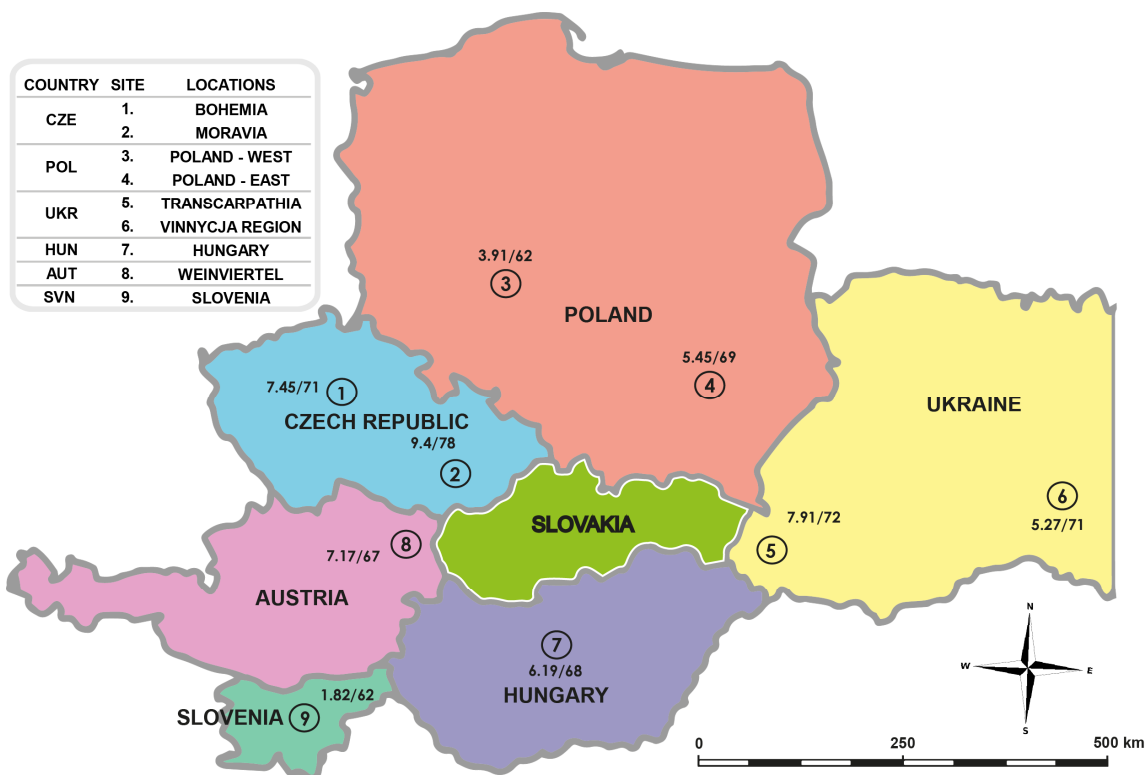 COUNTRY SITE LOCATIONS
CZE
1. BOHEMIA
2. MORAVIA
POL
3. POLAND - WEST
4. POLAND - EAST
UKR
5. TRANSCARPATHIA
6. VINNYCJA REGION
HUN 7. HUNGARY
AUT 8. WEINVIERTEL
SVN 9. SLOVENIA
3.91/62
3
POLAND
5.45/69
4
7.45/71
1
CZECH REPUBLIC
9.4/78
2
UKRAINE
6
5.27/71
7.91/72
5
SLOVAKIA
7.17/67
8
AUSTRIA
7
6.19/68
HUNGARY
1.82/62
SLOVENIA 9
N
W E
S
0 250 500 km